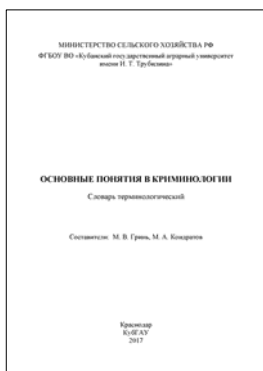 МИНИСТЕРСТВО СЕЛЬСКОГО ХОЗЯЙСТВА РФ
ФГБОУ ВО «Кубанский государственный аграрный университет
имени И. Т. Трубилина»
ОСНОВНЫЕ ПОНЯТИЯ В КРИМИНОЛОГИИ
Словарь терминологический
Составители: М. В. Гринь, М. А. Кондратов
Краснодар
КубГАУ
2017